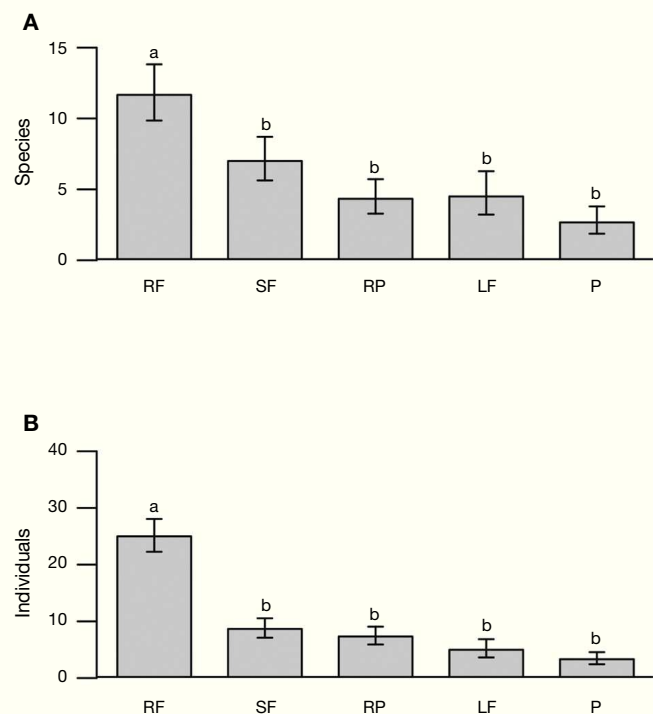 A
15
10
5
0
Species
a
b
b
b
b
RF SF RP LF P
B
40
30
20
10
0
Individuals
a
b
b
b
b
RF SF RP LF P